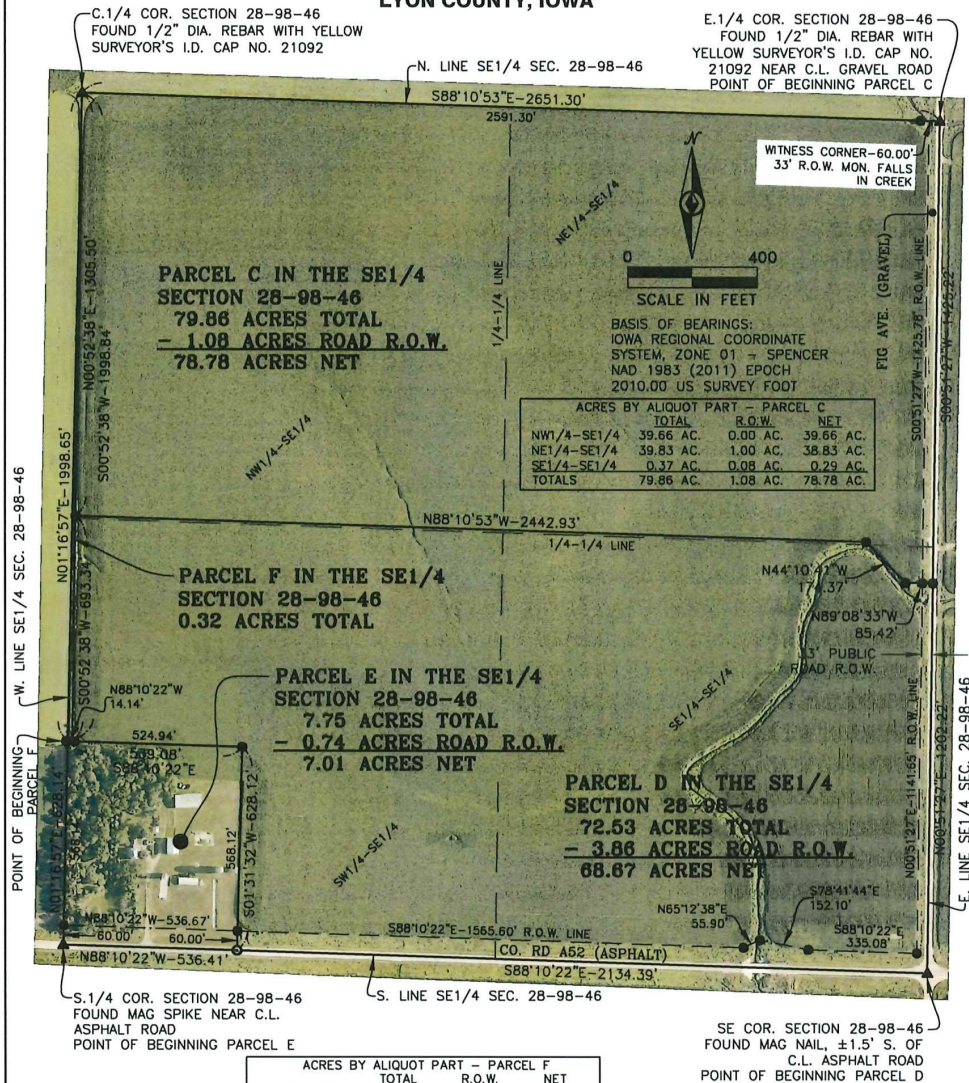 LYON COUNTY, IOWA
C.1/4 COR. SECTION 28-98-46
FOUND 1/2" DIA. REBAR WITH YELLOW
SURVEYOR'S I.D. CAP NO. 21092
E.1/4 COR. SECTION 28-98-46
FOUND 1/2" DIA. REBAR WITH
YELLOW SURVEYOR'S I.D. CAP NO.
21092 NEAR C.L. GRAVEL ROAD
POINT OF BEGINNING PARCEL C
N. LINE SE1/4 SEC. 28-98-46
S88°10'53"E-2651.30'
2591.30'
WITNESS CORNER-60.00'
33' R.O.W. MON. FALLS
IN CREEK
N
NE1/4-SE1/4
0 400
SCALE IN FEET
BASIS OF BEARINGS:
IOWA REGIONAL COORDINATE
SYSTEM, ZONE 01 - SPENCER
NAD 1983 (2011) EPOCH
2010.00 US SURVEY FOOT
FIG AVE. (GRAVEL)
S00°51'27"W-1425.78' R.O.W. LINE
S00°51'27"W-1425.22'
1/4-1/4 LINE
PARCEL C IN THE SE1/4
SECTION 28-98-46
79.86 ACRES TOTAL
- 1.08 ACRES ROAD R.O.W.
78.78 ACRES NET
N00°52'38"E-1305.50'
S00°52'38"W-1998.84'
N01°16'57"E-1998.65'
W. LINE SE1/4 SEC. 28-98-46
ACRES BY ALIQUOT PART - PARCEL C
TOTAL R.O.W. NET
NW1/4-SE1/4 39.66 AC. 0.00 AC. 39.66 AC.
NE1/4-SE1/4 39.83 AC. 1.00 AC. 38.83 AC.
SE1/4-SE1/4 0.37 AC. 0.08 AC. 0.29 AC.
TOTALS 79.86 AC. 1.08 AC. 78.78 AC.
NW1/4-SE1/4
N88°10'53"W-2442.93'
1/4-1/4 LINE
N44°10'41"W
N89°08'33"W
85.42'
PUBLIC
ROAD R.O.W.
PARCEL F IN THE SE1/4
SECTION 28-98-46
0.32 ACRES TOTAL
S00°52'38"W-693.34'
N88°10'22"W
14.14'
PARCEL E IN THE SE1/4
SECTION 28-98-46
7.75 ACRES TOTAL
- 0.74 ACRES ROAD R.O.W.
7.01 ACRES NET
524.94'
539.08'
S88°10'22"E
SE1/4-SE1/4
POINT OF BEGINNING
PARCEL F
N01°16'57"E-628.14'
568.12'
S01°31'32"W-628.12'
SW1/4-SE1/4
PARCEL D IN THE SE1/4
SECTION 28-98-46
72.53 ACRES TOTAL
- 3.86 ACRES ROAD R.O.W.
68.67 ACRES NET
N00°51'27"E-1141.65' R.O.W. LINE
N00°51'27"E-1202.22'
E. LINE SE1/4 SEC. 28-98-46
S78°41'44"E
152.10'
N65°12'38"E
55.90'
S88°10'22"E
335.08'
N88°10'22"W-536.67'
60.00' 60.00'
S88°10'22"E-1565.60' R.O.W. LINE
CO. RD A52 (ASPHALT)
N88°10'22"W-536.41'
S88°10'22"E-2134.39'
S.1/4 COR. SECTION 28-98-46
FOUND MAG SPIKE NEAR C.L.
ASPHALT ROAD
POINT OF BEGINNING PARCEL E
S. LINE SE1/4 SEC. 28-98-46
SE COR. SECTION 28-98-46
FOUND MAG NAIL, ±1.5' S. OF
C.L. ASPHALT ROAD
POINT OF BEGINNING PARCEL D
ACRES BY ALIQUOT PART - PARCEL F
TOTAL R.O.W. NET